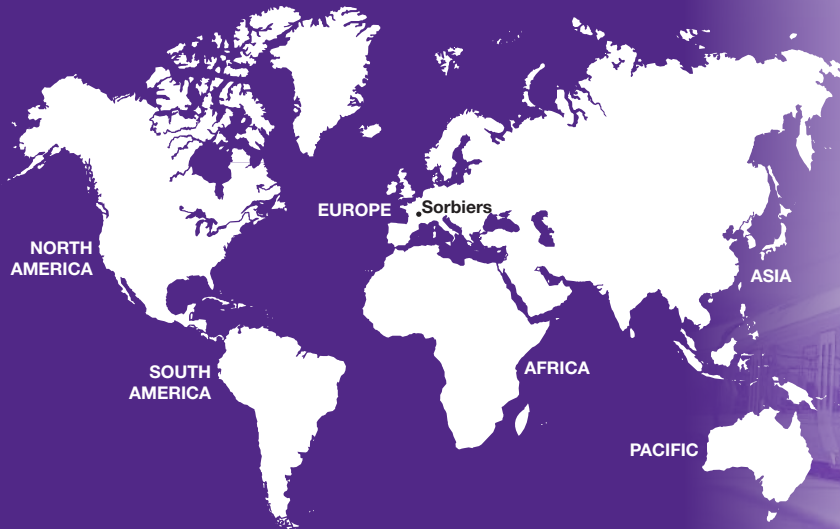 EUROPE
Sorbiers
NORTH
AMERICA
ASIA
SOUTH
AMERICA
AFRICA
PACIFIC